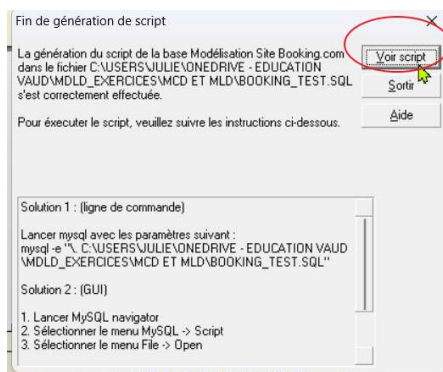 Fin de génération de script
La génération du script de la base Modélisation Site Booking.com
dans le fichier C:\USERS\JULIE\ONEDRIVE - EDUCATION
VAUD\MDLD_EXERCICES\MCD ET MLD\BOOKING_TEST.SQL
s'est correctement effectuée.
Pour éxecuter le script, veuillez suivre les instructions ci-dessous.
Voir script
Sortir
Aide
Solution 1 : (ligne de commande)
Lancer mysql avec les paramètres suivant :
mysql -e "\. C:\USERS\JULIE\ONEDRIVE - EDUCATION VAUD
\MDLD_EXERCICES\MCD ET MLD\BOOKING_TEST.SQL"
Solution 2 : (GUI)
1. Lancer MySQL navigator
2. Sélectionner le menu MySQL -> Script
3. Sélectionner le menu File -> Open